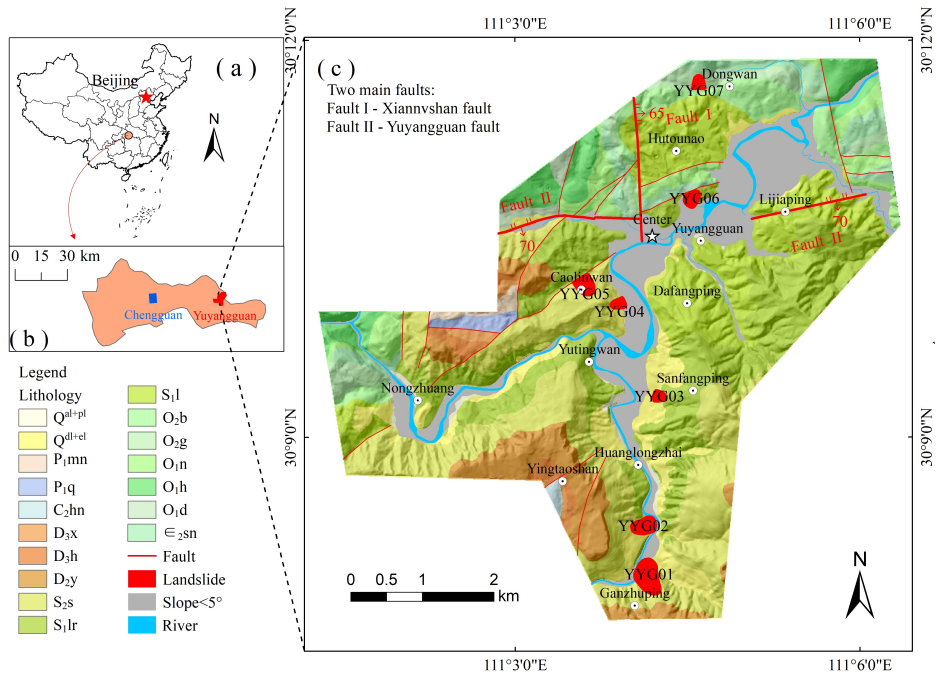 111°3'0"E
111°6'0"E
30°12'0"N
30°12'0"N
( a )
Beijing
N
0 15 30 km
Chengguan
Yuyangguan
( b )
( c )
Two main faults:
Fault I - Xiannvshan fault
Fault II - Yuyangguan fault
Dongwan
YYG07
65
Fault I
Hutounao
Fault II
70
YYG06
Lijiaping
Center
Yuyangguan
70
Fault II
Caolinwan
YYG05
YYG04
Dafangping
Yutingwan
Nongzhuang
Sanfangping
YYG03
Huanglongzhai
Yingtaoshan
YYG02
YYG01
Ganzhuping
0 0.5 1 2
km
N
30°9'0"N
30°9'0"N
111°3'0"E
111°6'0"E
Legend
Lithology
Qal+pl
Qdl+el
P1mn
P1q
C2hn
D3x
D3h
D2y
S2s
S1lr
S1l
O2b
O2g
O1n
O1h
O1d
∈2sn
Fault
Landslide
Slope<5°
River